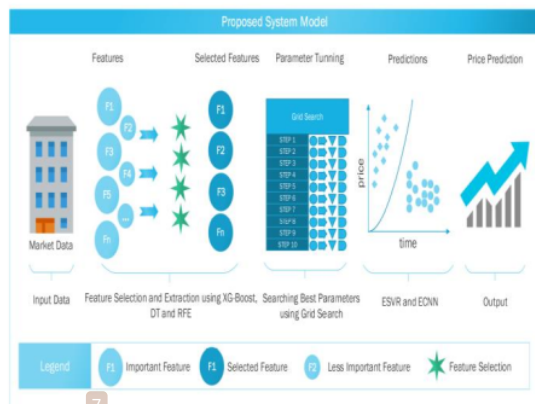 Proposed System Model
Features
Selected Features
Parameter Tunning
Predictions
Price Prediction
F1
F2
F3
F4
F5
...
Fn
F1
F2
F3
Fn
Grid Search
STEP 1
STEP 2
STEP 3
STEP 4
STEP 5
STEP 6
STEP 7
STEP 8
STEP 9
STEP 10
price
time
Market Data
Input Data
Feature Selection and Extraction using XG-Boost,
DT and RFE
Searching Best Parameters
using Grid Search
ESVR and ECNN
Output
Legend
F1
Important Feature
F1
Selected Feature
F2
Less Important Feature
Feature Selection
7